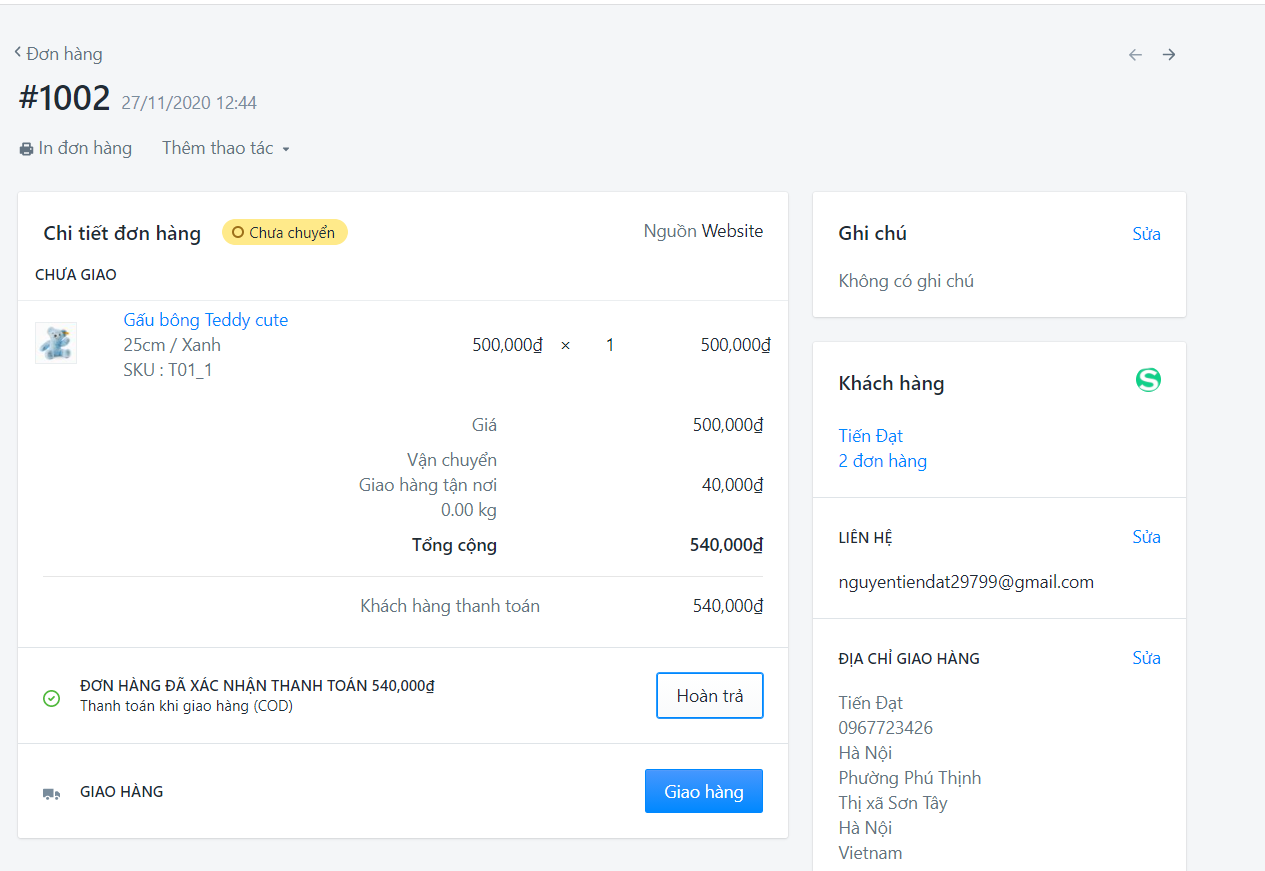 Đơn hàng
#1002 27/11/2020 12:44
In đơn hàng Thêm thao tác
Chi tiết đơn hàng Chưa chuyển Nguồn Website
CHƯA GIAO
Gấu bông Teddy cute
25cm / Xanh 500,000₫ × 1 500,000₫
SKU : T01_1
Giá 500,000₫
Vận chuyển
Giao hàng tận nơi 40,000₫
0.00 kg
Tổng cộng 540,000₫
Khách hàng thanh toán 540,000₫
ĐƠN HÀNG ĐÃ XÁC NHẬN THANH TOÁN 540,000₫
Thanh toán khi giao hàng (COD)
Hoàn trả
GIAO HÀNG Giao hàng
Ghi chú Sửa
Không có ghi chú
Khách hàng
Tiến Đạt
2 đơn hàng
LIÊN HỆ Sửa
nguyentiendat29799@gmail.com
ĐỊA CHỈ GIAO HÀNG Sửa
Tiến Đạt
0967723426
Hà Nội
Phường Phú Thịnh
Thị xã Sơn Tây
Hà Nội
Vietnam